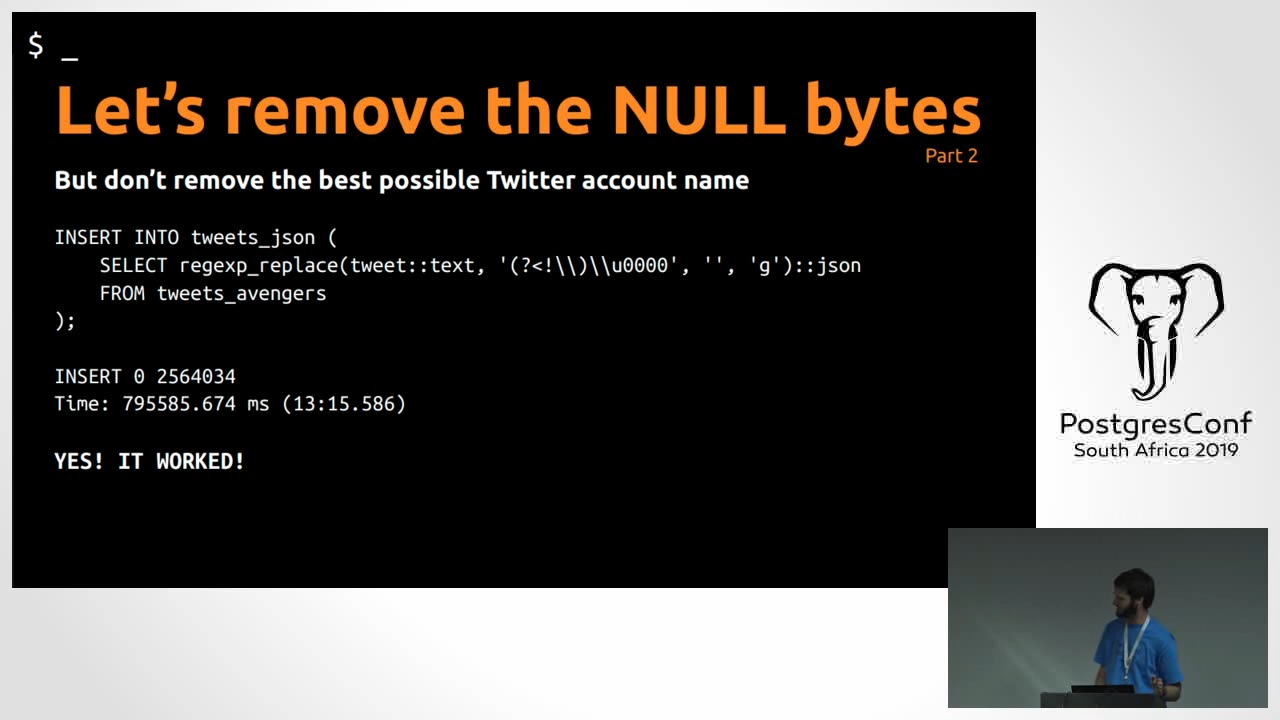 $ _
Let's remove the NULL bytes
Part 2
But don't remove the best possible Twitter account name
INSERT INTO tweets_json (
    SELECT regexp_replace(tweet::text, '(?<!\\)\\u0000', '', 'g')::json
    FROM tweets_avengers
);
INSERT 0 2564034
Time: 795585.674 ms (13:15.586)
YES! IT WORKED!
PostgresConf
South Africa 2019